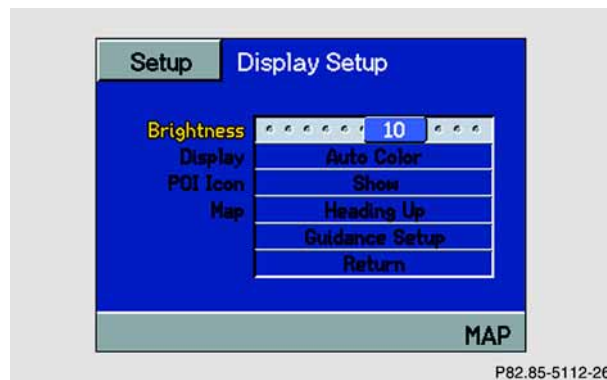 Setup Display Setup
Brightness 10
Display Auto Color
POI Icon Show
Map Heading Up
Guidance Setup
Return
MAP
P82.85-5112-26